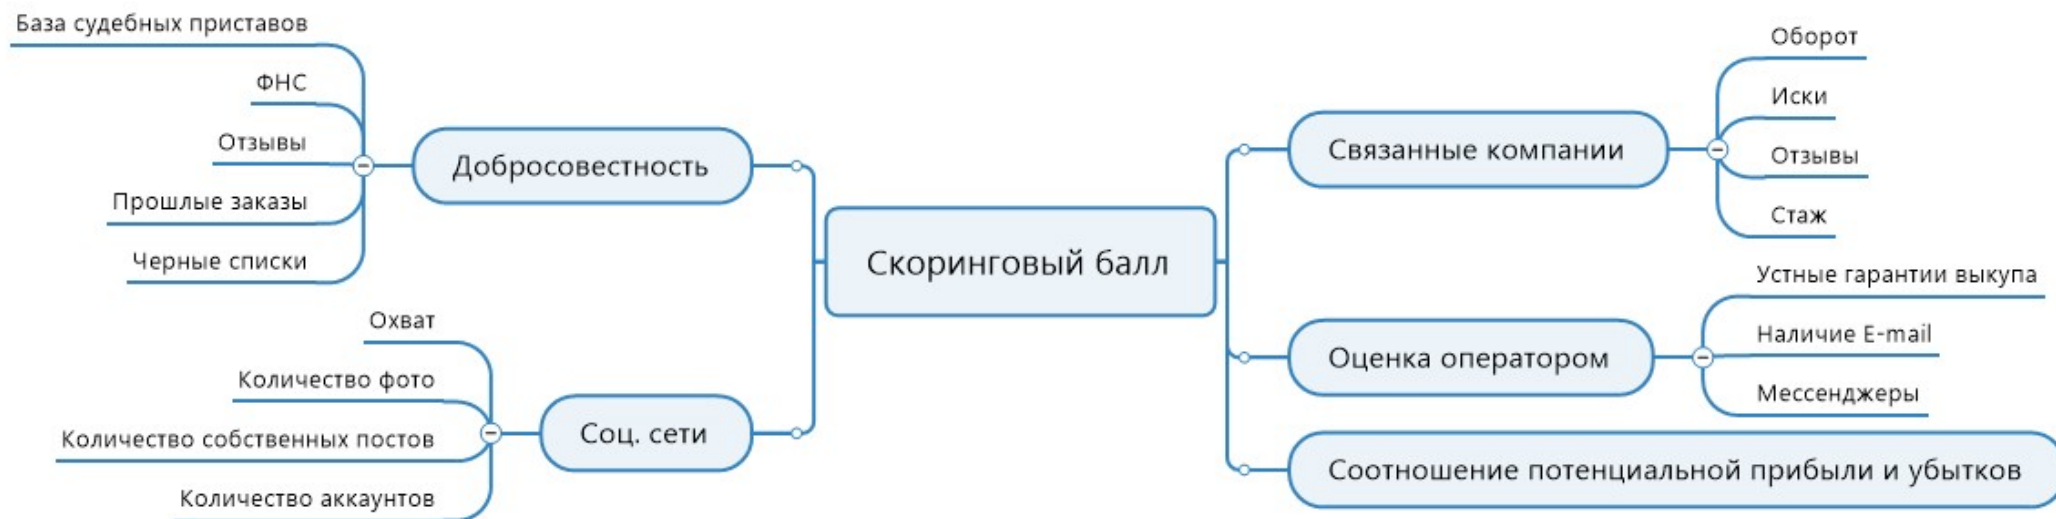 База судебных приставов
ФНС
Отзывы
Прошлые заказы
Черные списки
Добросовестность
Охват
Количество фото
Количество собственных постов
Количество аккаунтов
Соц. сети
Скоринговый балл
Связанные компании
Оборот
Иски
Отзывы
Стаж
Оценка оператором
Устные гарантии выкупа
Наличие E-mail
Мессенджеры
Соотношение потенциальной прибыли и убытков